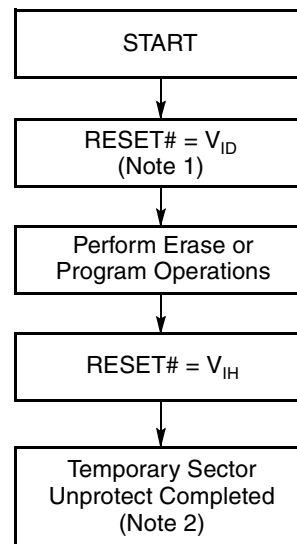 START
RESET# = V_ID
(Note 1)
Perform Erase or
Program Operations
RESET# = V_IH
Temporary Sector
Unprotect Completed
(Note 2)